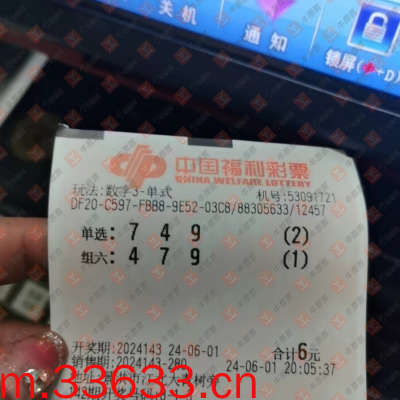 关机
通知
锁屏( +D)
中国福利彩票
CHINA WELFARE LOTTERY
玩法:数字3-单式
机号:53091721
DF20-C597-FBB8-9E52-03C8/88305633/12457
单选:7 4 9 (2)
组六:4 7 9 (1)
开奖期:2024143 24-06-01 合计6元
销售期:2024143-280 24-06-01 20:05:37
m.33633.com.cn